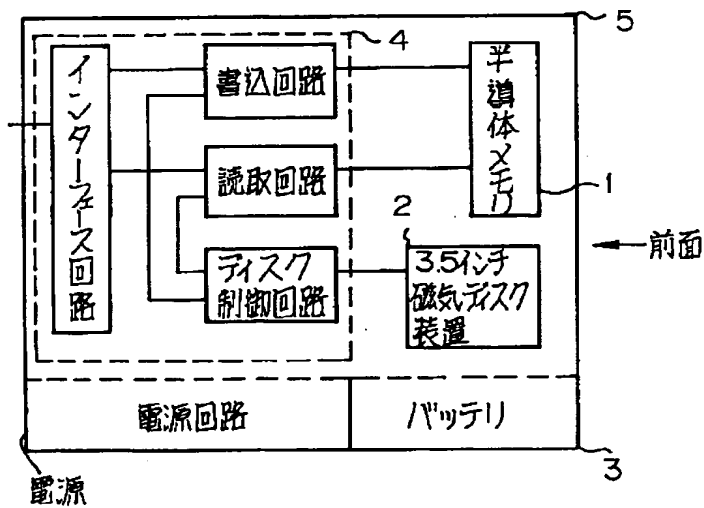 5
4
インターフェース回路
書込回路
半導体メモリ
読取回路
1
2
ディスク
制御回路
3.5インチ
磁気ディスク
装置
前面
電源回路
バッテリ
3
電源